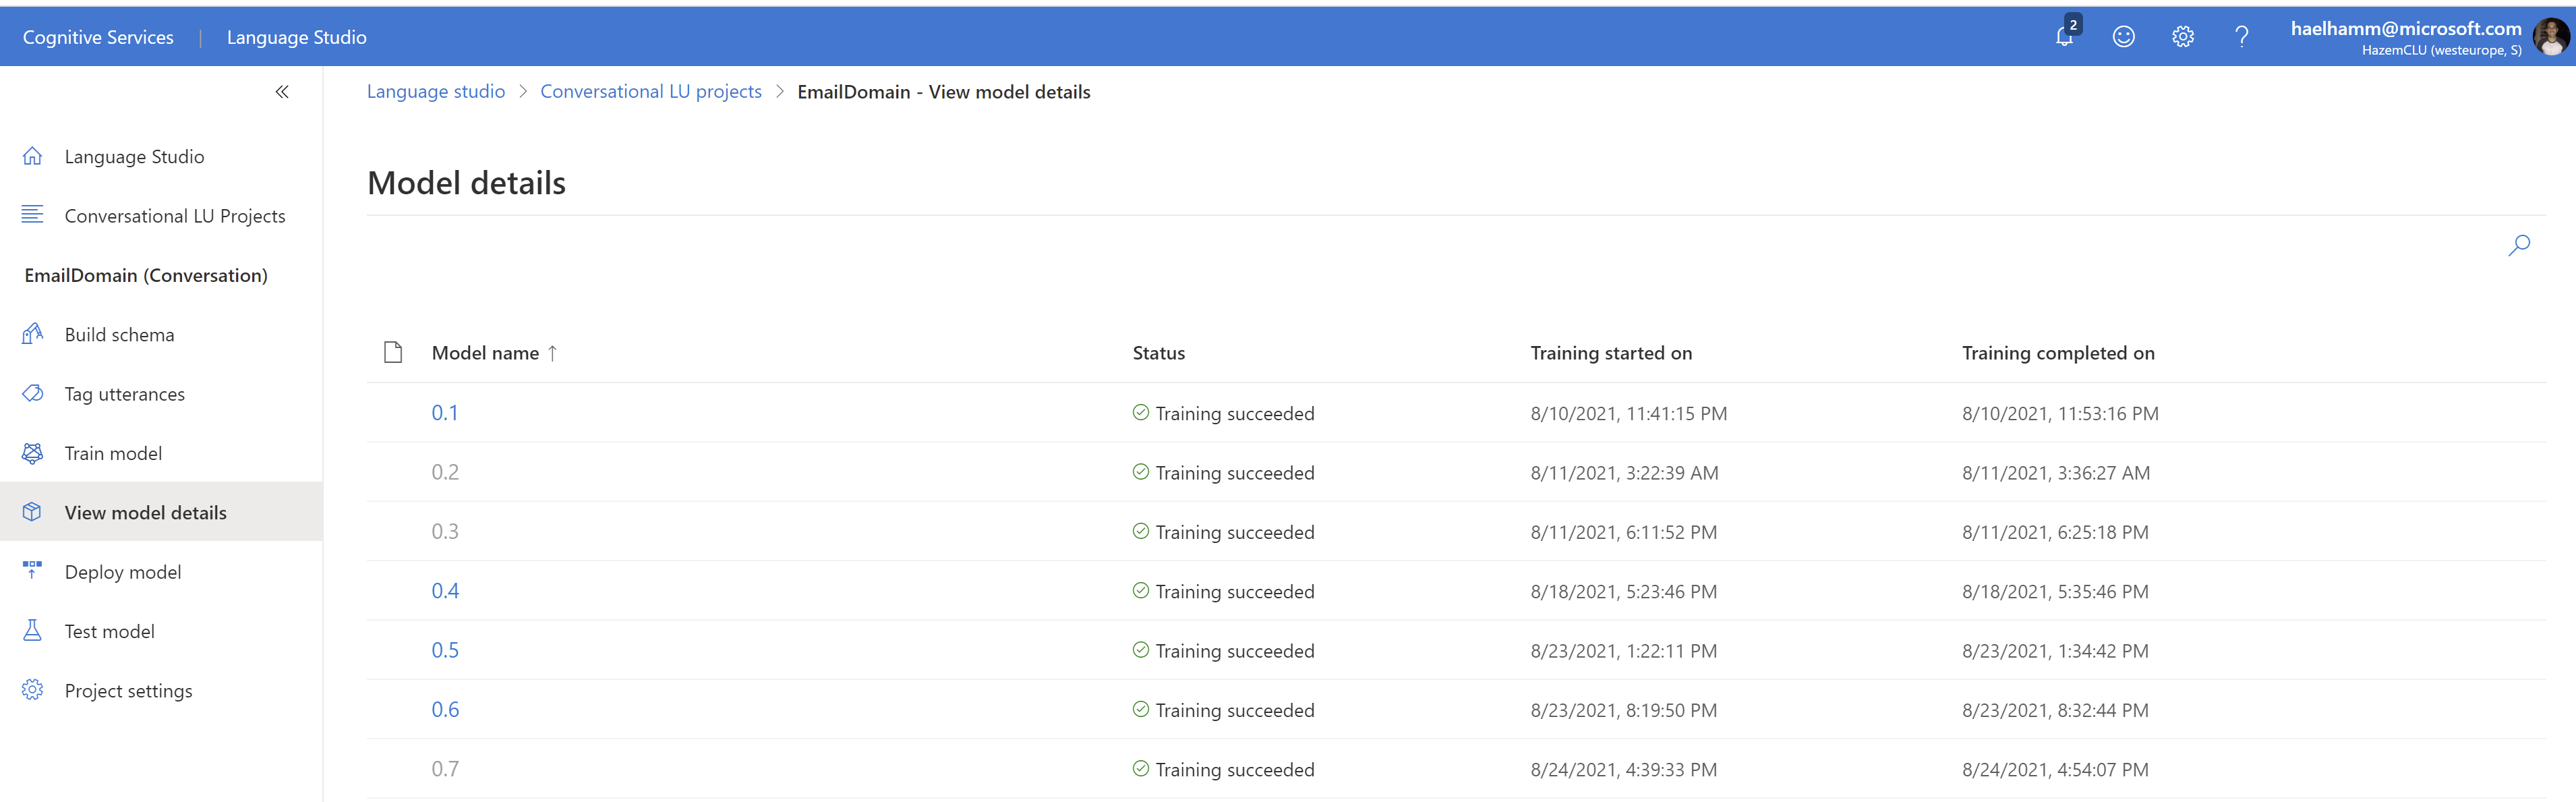 Cognitive Services | Language Studio
2
haelhamm@microsoft.com
HazemCLU (westeurope, S)
Language studio > Conversational LU projects > EmailDomain - View model details
Language Studio
Conversational LU Projects
EmailDomain (Conversation)
Build schema
Tag utterances
Train model
View model details
Deploy model
Test model
Project settings
Model details
Model name ↑ Status Training started on Training completed on
0.1 Training succeeded 8/10/2021, 11:41:15 PM 8/10/2021, 11:53:16 PM
0.2 Training succeeded 8/11/2021, 3:22:39 AM 8/11/2021, 3:36:27 AM
0.3 Training succeeded 8/11/2021, 6:11:52 PM 8/11/2021, 6:25:18 PM
0.4 Training succeeded 8/18/2021, 5:23:46 PM 8/18/2021, 5:35:46 PM
0.5 Training succeeded 8/23/2021, 1:22:11 PM 8/23/2021, 1:34:42 PM
0.6 Training succeeded 8/23/2021, 8:19:50 PM 8/23/2021, 8:32:44 PM
0.7 Training succeeded 8/24/2021, 4:39:33 PM 8/24/2021, 4:54:07 PM